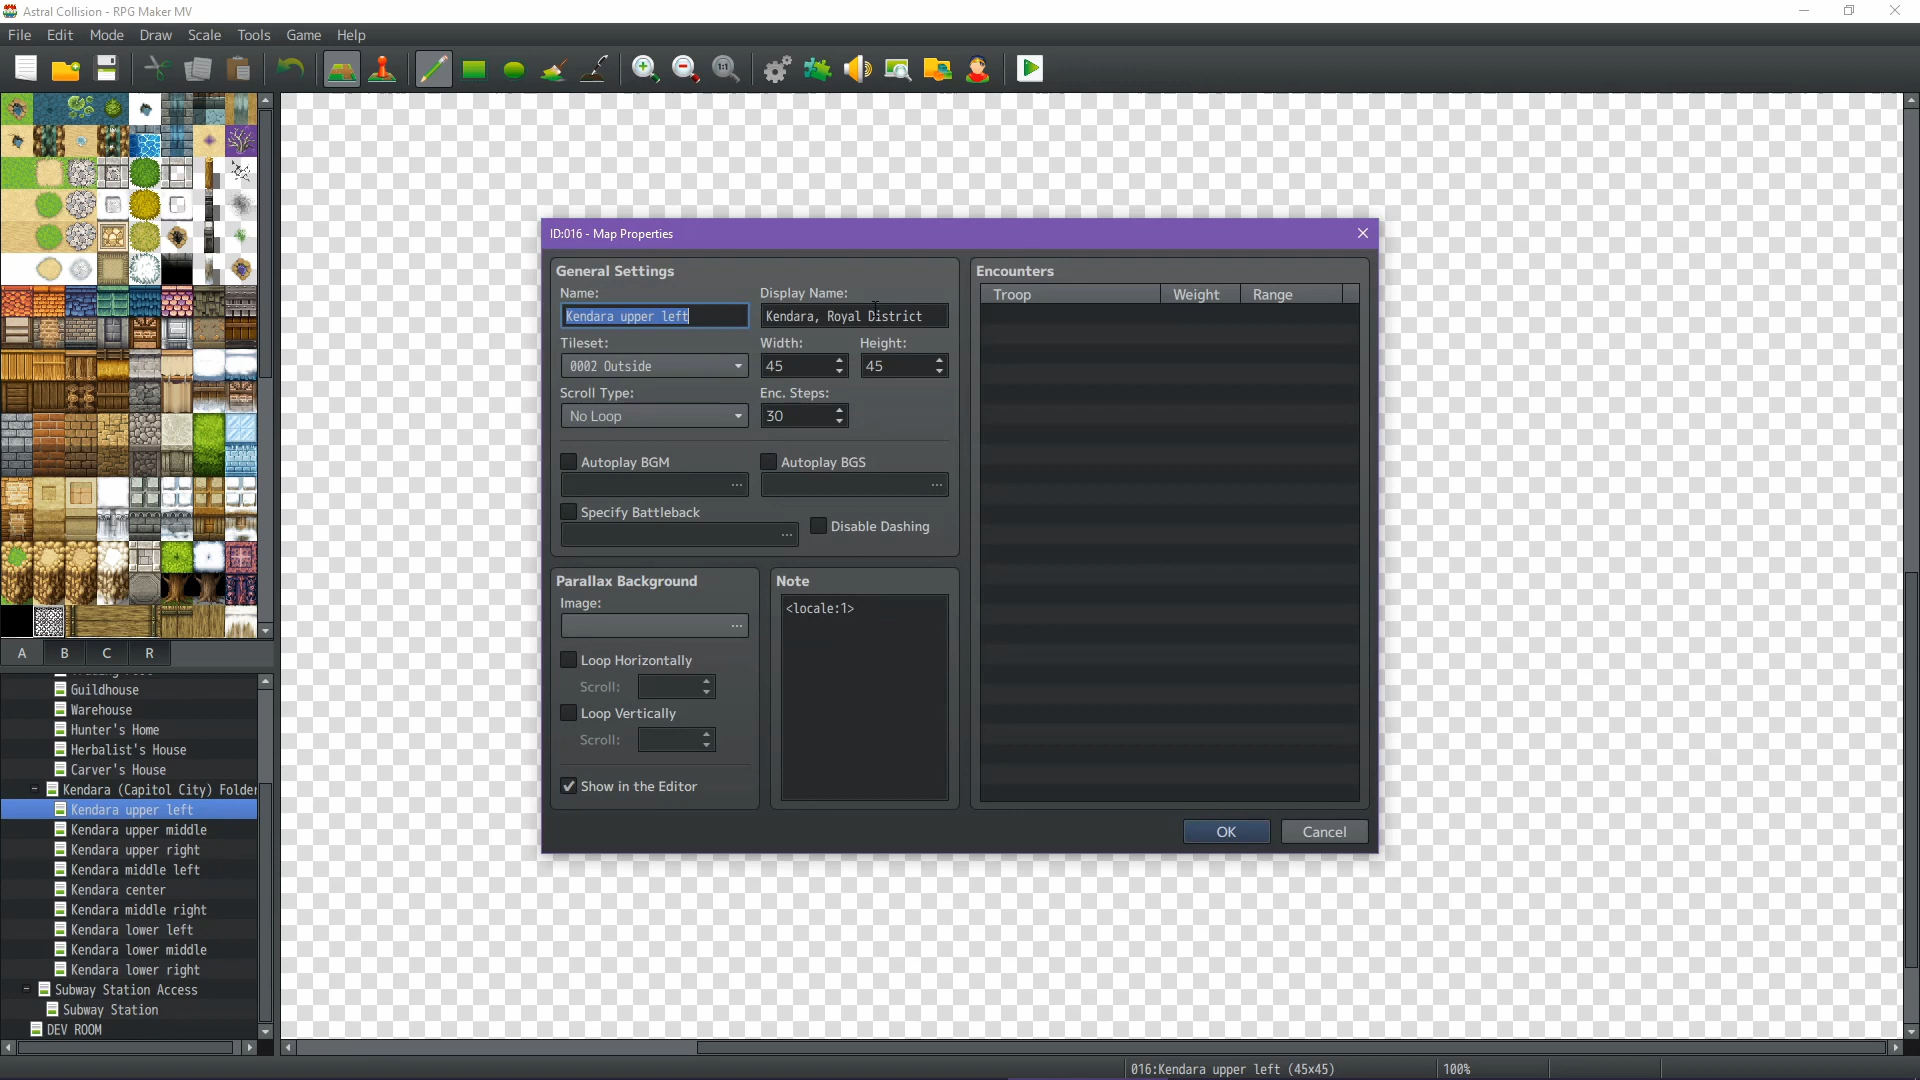 Astral Collision - RPG Maker MV
File Edit Mode Draw Scale Tools Game Help
1:1
ID:016 - Map Properties
General Settings
Name:
Display Name:
Kendara upper left
Kendara, Royal District
Tileset:
Width:
Height:
0002 Outside
45
45
Scroll Type:
Enc. Steps:
No Loop
30
Autoplay BGM
Autoplay BGS
...
...
Specify Battleback
Disable Dashing
...
Parallax Background
Image:
...
Loop Horizontally
Scroll:
Loop Vertically
Scroll:
Show in the Editor
Note
<locale:1>
Encounters
Troop Weight Range
OK
Cancel
A B C R
Guildhouse
Warehouse
Hunter's Home
Herbalist's House
Carver's House
Kendara (Capitol City) Folder
Kendara upper left
Kendara upper middle
Kendara upper right
Kendara middle left
Kendara center
Kendara middle right
Kendara lower left
Kendara lower middle
Kendara lower right
Subway Station Access
Subway Station
DEV ROOM
016:Kendara upper left (45x45)
100%